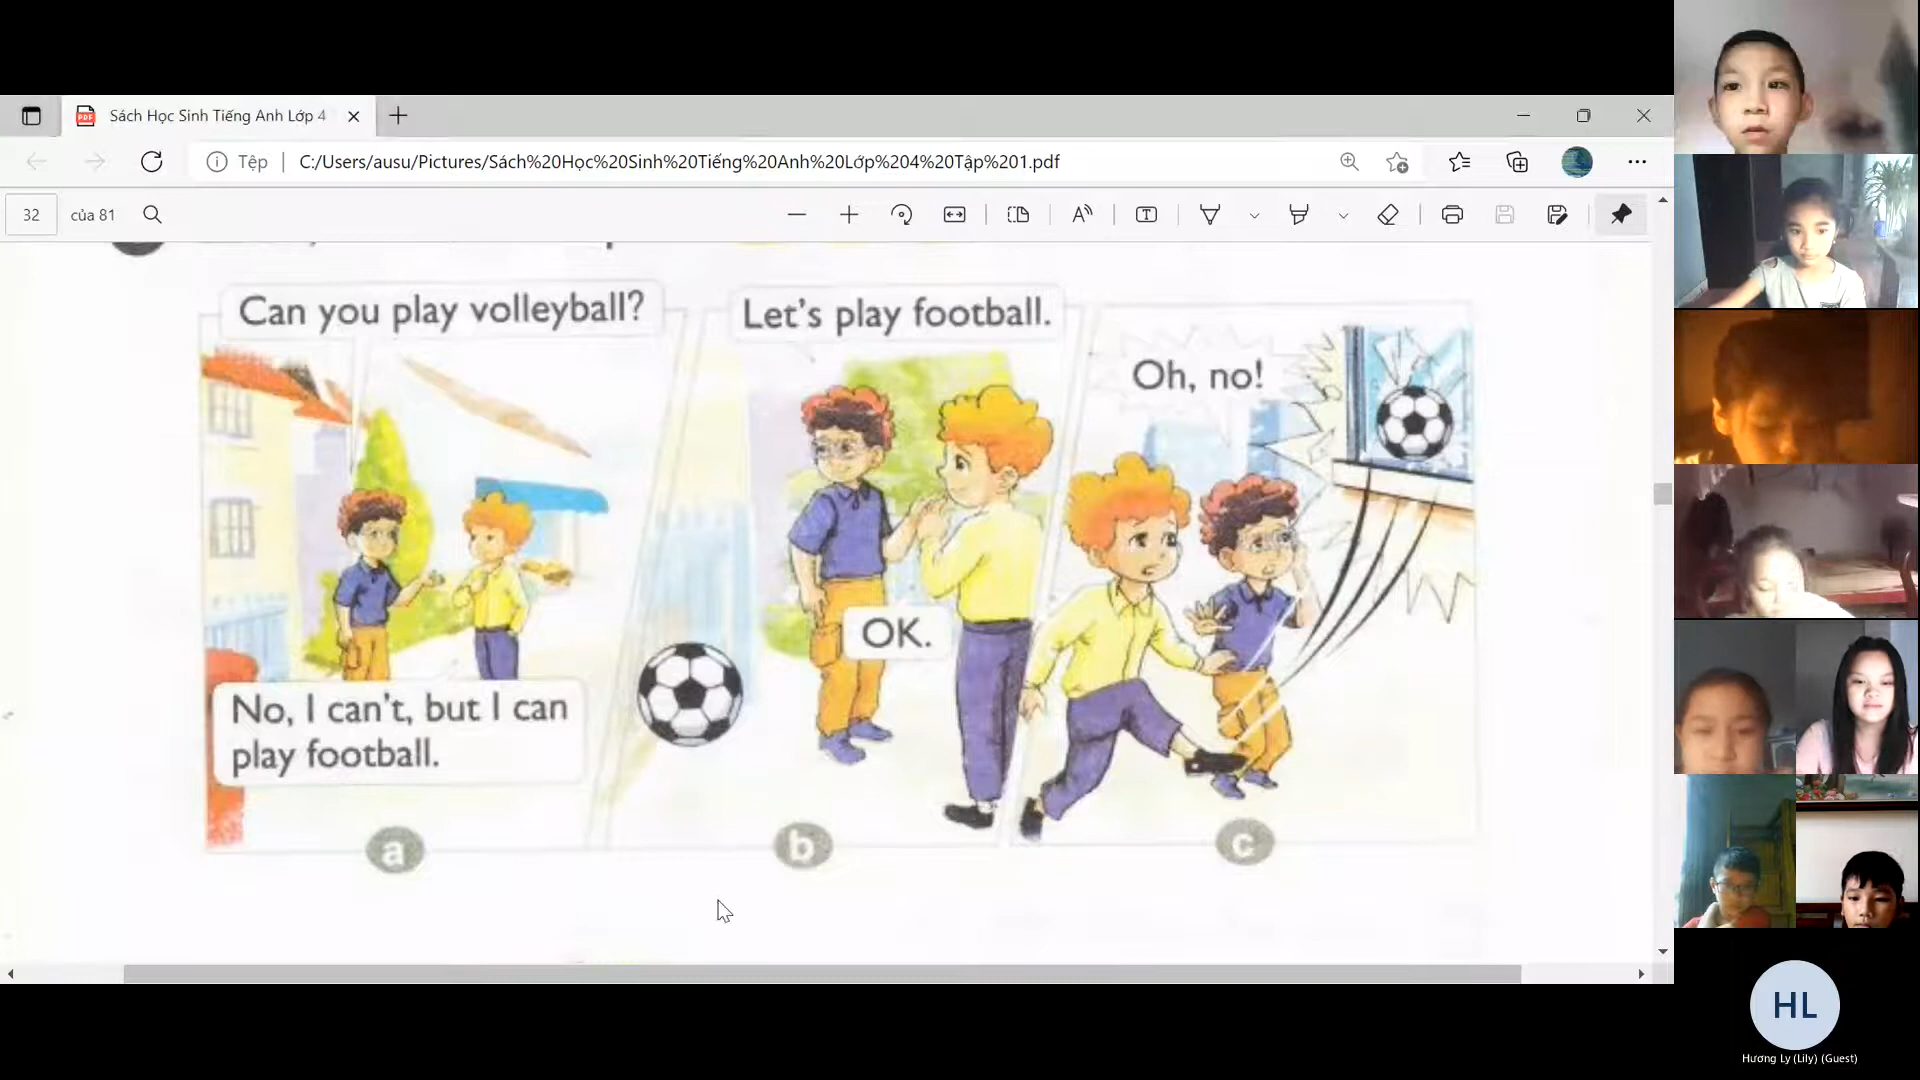 Sách Học Sinh Tiếng Anh Lớp 4
Tệp
C:/Users/ausu/Pictures/Sách%20Học%20Sinh%20Tiếng%20Anh%20Lớp%204%20Tập%201.pdf
32 của 81
Can you play volleyball?
No, I can't, but I can
play football.
a
Let's play football.
OK.
b
Oh, no!
c
HL
Hương Ly (Lily) (Guest)